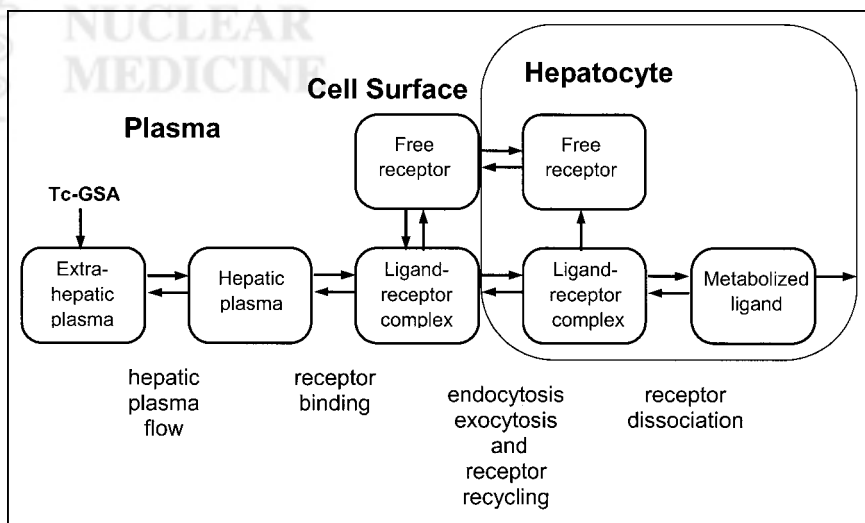 NUCLEAR
MEDICINE
Hepatocyte
Cell Surface
Plasma
Free
receptor
Free
receptor
Tc-GSA
Extra-
hepatic
plasma
Hepatic
plasma
Ligand-
receptor
complex
Ligand-
receptor
complex
Metabolized
ligand
hepatic
plasma
flow
receptor
binding
endocytosis
exocytosis
and
receptor
recycling
receptor
dissociation